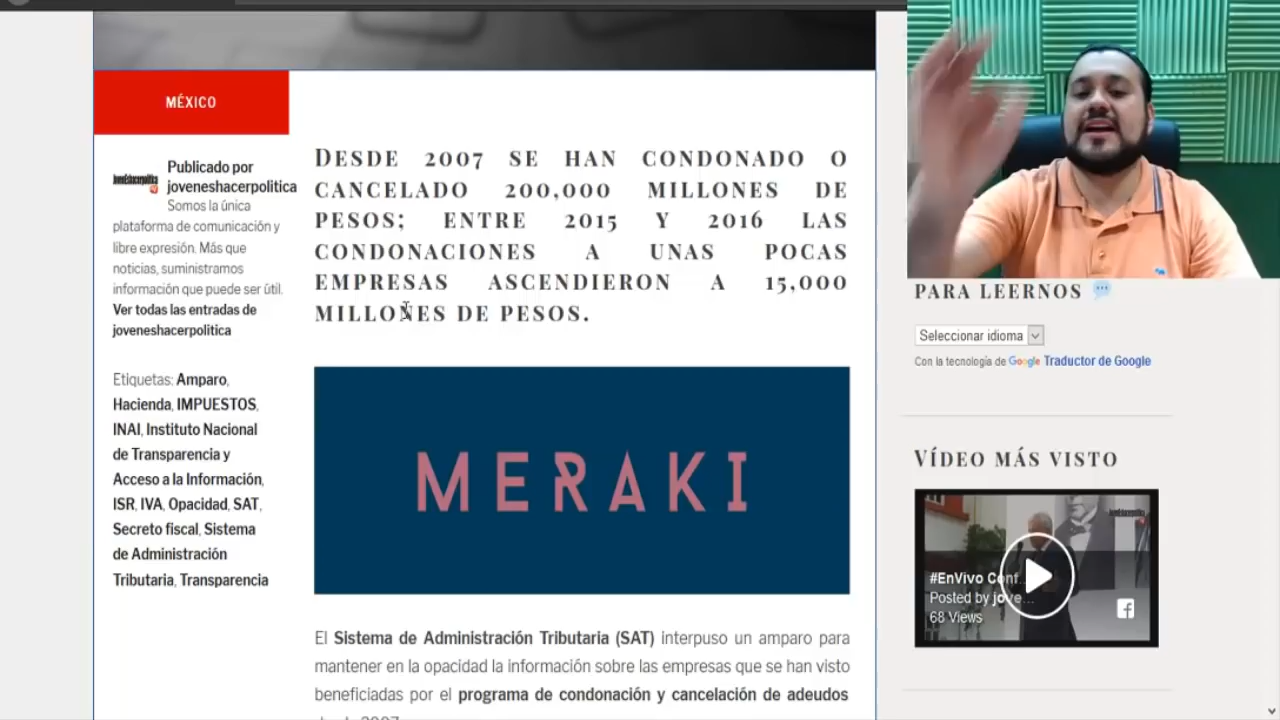 MÉXICO
Publicado por
joveneshacerpolitica
Somos la única
plataforma de comunicación y
libre expresión. Más que
noticias, suministramos
información que puede ser útil.
Ver todas las entradas de
joveneshacerpolitica
Etiquetas: Amparo,
Hacienda, IMPUESTOS,
INAI, Instituto Nacional
de Transparencia y
Acceso a la Información,
ISR, IVA, Opacidad, SAT,
Secreto fiscal, Sistema
de Administración
Tributaria, Transparencia
DESDE 2007 SE HAN CONDONADO O
CANCELADO 200,000 MILLONES DE
PESOS; ENTRE 2015 Y 2016 LAS
CONDONACIONES A UNAS POCAS
EMPRESAS ASCENDIERON A 15,000
MILLONES DE PESOS.
MERAKI
El Sistema de Administración Tributaria (SAT) interpuso un amparo para
mantener en la opacidad la información sobre las empresas que se han visto
beneficiadas por el programa de condonación y cancelación de adeudos
PARA LEERNOS
Seleccionar idioma
Con la tecnología de Google Traductor de Google
VÍDEO MÁS VISTO
#EnVivo Conf...
Posted by jove...
68 Views